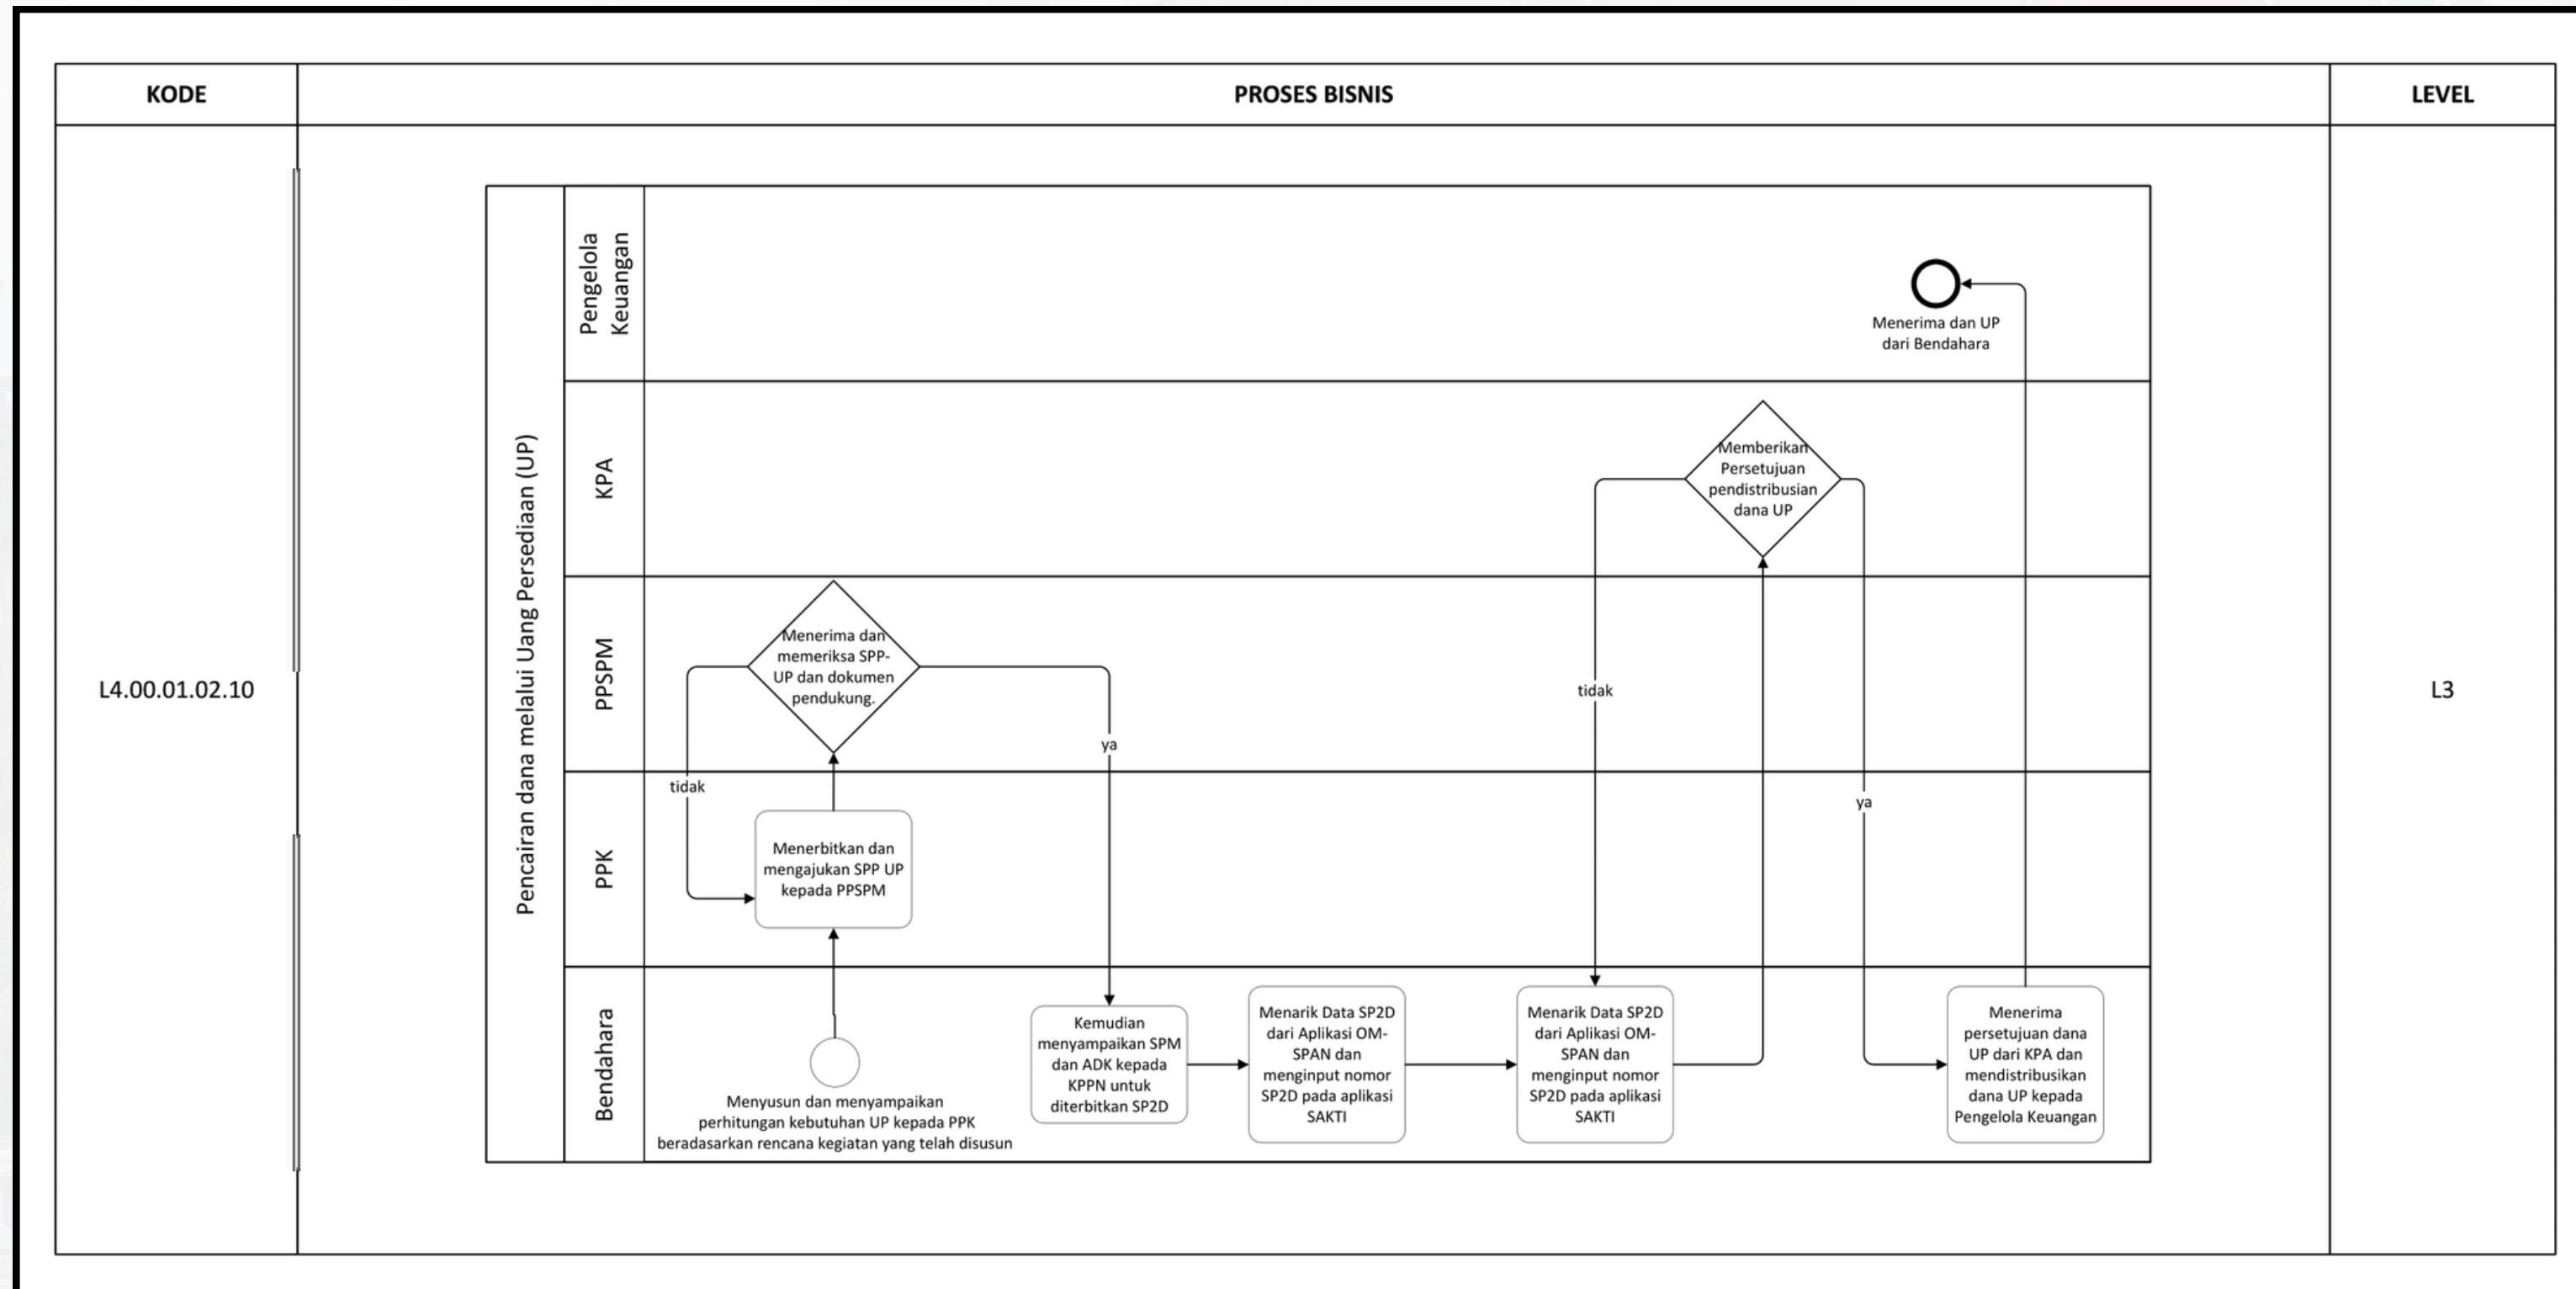 KODE
PROSES BISNIS
LEVEL
L4.00.01.02.10
Pencairan dana melalui Uang Persediaan (UP)
Pengelola
Keuangan
Menerima dan UP
dari Bendahara
KPA
Memberikan
Persetujuan
pendistribusian
dana UP
PPSPM
Menerima dan
memeriksa SPP-
UP dan dokumen
pendukung.
tidak
ya
tidak
ya
PPK
Menerbitkan dan
mengajukan SPP UP
kepada PPSPM
Bendahara
Menyusun dan menyampaikan
perhitungan kebutuhan UP kepada PPK
beradasarkan rencana kegiatan yang telah disusun
Kemudian
menyampaikan SPM
dan ADK kepada
KPPN untuk
diterbitkan SP2D
Menarik Data SP2D
dari Aplikasi OM-
SPAN dan
menginput nomor
SP2D pada aplikasi
SAKTI
Menarik Data SP2D
dari Aplikasi OM-
SPAN dan
menginput nomor
SP2D pada aplikasi
SAKTI
Menerima
persetujuan dana
UP dari KPA dan
mendistribusikan
dana UP kepada
Pengelola Keuangan
L3